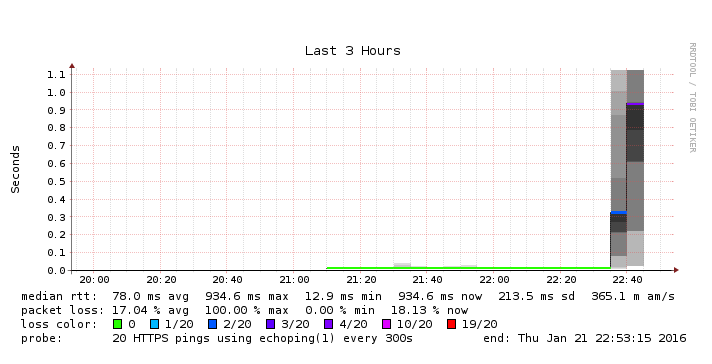 Last 3 Hours
RRDTOOL / TOBI OETIKER
Seconds
1.1
1.0
0.9
0.8
0.7
0.6
0.5
0.4
0.3
0.2
0.1
0.0
20:00 20:20 20:40 21:00 21:20 21:40 22:00 22:20 22:40
median rtt: 78.0 ms avg 934.6 ms max 12.9 ms min 934.6 ms now 213.5 ms sd 365.1 m am/s
packet loss: 17.04 % avg 100.00 % max 0.00 % min 18.13 % now
loss color: 0 1/20 2/20 3/20 4/20 10/20 19/20
probe: 20 HTTPS pings using echoping(1) every 300s end: Thu Jan 21 22:53:15 2016